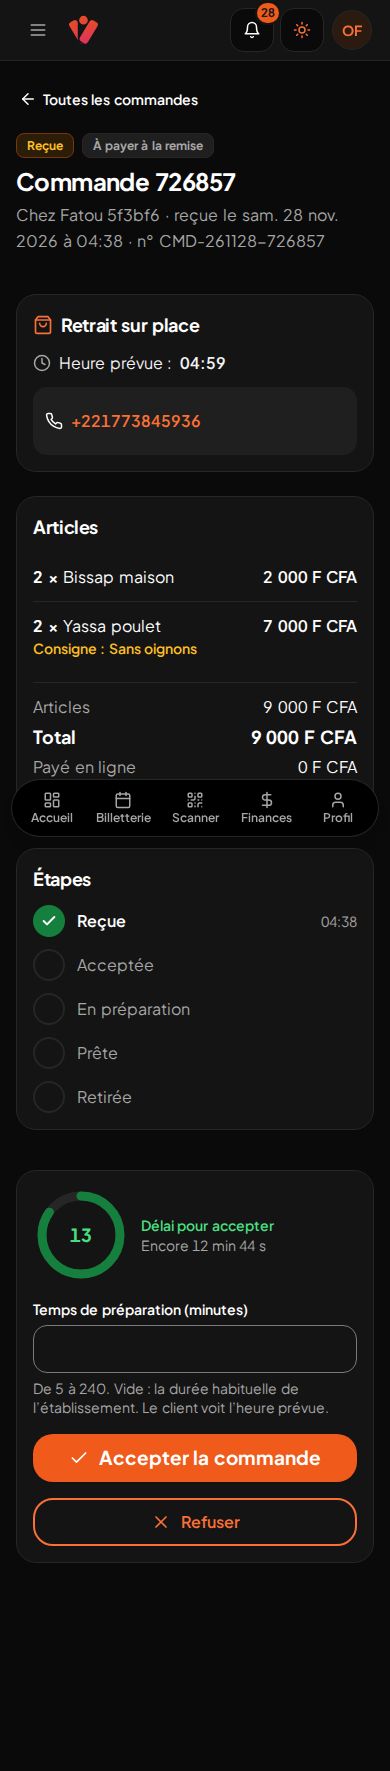 28
OF
Toutes les commandes
Reçue
À payer à la remise
Commande 726857
Chez Fatou 5f3bf6 · reçue le sam. 28 nov.
2026 à 04:38 · n° CMD-261128-726857
Retrait sur place
Heure prévue : 04:59
+221773845936
Articles
2 × Bissap maison 2 000 F CFA
2 × Yassa poulet 7 000 F CFA
Consigne : Sans oignons
Articles 9 000 F CFA
Total 9 000 F CFA
Payé en ligne 0 F CFA
Accueil Billetterie Scanner Finances Profil
Étapes
Reçue 04:38
Acceptée
En préparation
Prête
Retirée
13
Délai pour accepter
Encore 12 min 44 s
Temps de préparation (minutes)
De 5 à 240. Vide : la durée habituelle de
l'établissement. Le client voit l'heure prévue.
Accepter la commande
Refuser